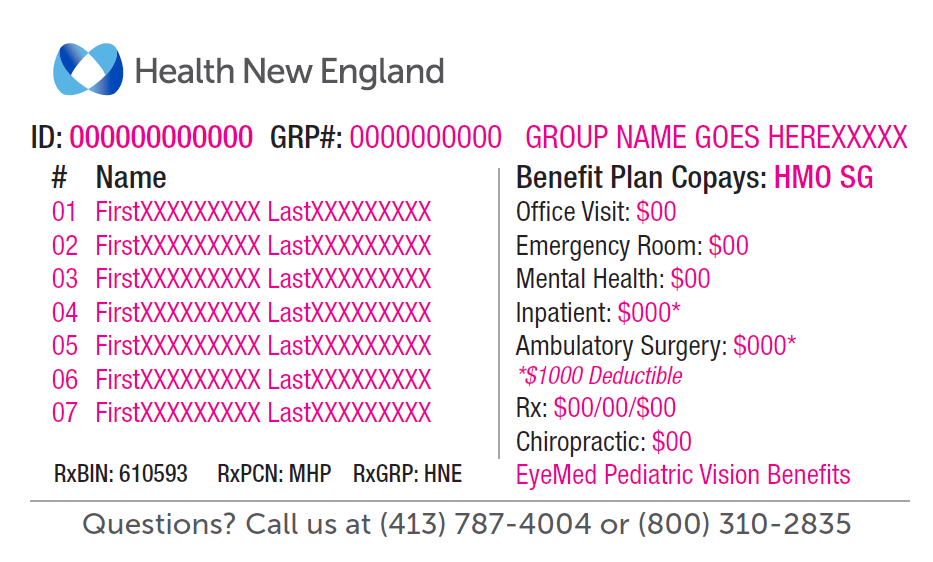 Health New England
ID: 000000000000 GRP#: 0000000000 GROUP NAME GOES HEREXXXXX
# Name
01 FirstXXXXXXXXX LastXXXXXXXXX
02 FirstXXXXXXXXX LastXXXXXXXXX
03 FirstXXXXXXXXX LastXXXXXXXXX
04 FirstXXXXXXXXX LastXXXXXXXXX
05 FirstXXXXXXXXX LastXXXXXXXXX
06 FirstXXXXXXXXX LastXXXXXXXXX
07 FirstXXXXXXXXX LastXXXXXXXXX
RxBIN: 610593 RxPCN: MHP RxGRP: HNE
Benefit Plan Copays: HMO SG
Office Visit: $00
Emergency Room: $00
Mental Health: $00
Inpatient: $000*
Ambulatory Surgery: $000*
*$1000 Deductible
Rx: $00/00/$00
Chiropractic: $00
EyeMed Pediatric Vision Benefits
Questions? Call us at (413) 787-4004 or (800) 310-2835